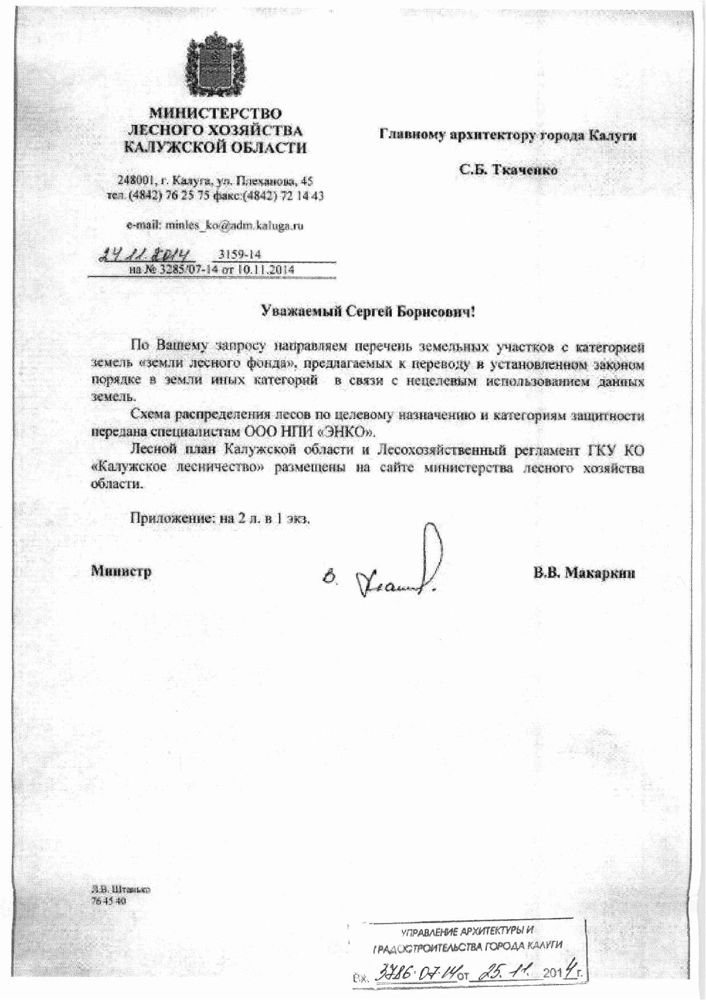 МИНИСТЕРСТВО
ЛЕСНОГО ХОЗЯЙСТВА
КАЛУЖСКОЙ ОБЛАСТИ
248001, г. Калуга, ул. Плеханова, 45
тел. (4842) 76 25 75 факс:(4842) 72 14 43
e-mail: minles_ko@adm.kaluga.ru
24.11.2014 3159-14
на № 3285/07-14 от 10.11.2014
Главному архитектору города Калуги
С.Б. Ткаченко
Уважаемый Сергей Борисович!
По Вашему запросу направляем перечень земельных участков с категорией
земель «земли лесного фонда», предлагаемых к переводу в установленном законом
порядке в земли иных категорий в связи с нецелевым использованием данных
земель.
Схема распределения лесов по целевому назначению и категориям защитности
передана специалистам ООО НПИ «ЭНКО».
Лесной план Калужской области и Лесохозяйственный регламент ГКУ КО
«Калужское лесничество» размещены на сайте министерства лесного хозяйства
области.
Приложение: на 2 л. в 1 экз.
Министр В.В. Макаркин
Л.В. Штанько
76 45 40
УПРАВЛЕНИЕ АРХИТЕКТУРЫ И
ГРАДОСТРОИТЕЛЬСТВА ГОРОДА КАЛУГИ
Вх. 3786-07-14 от 25.11. 2014 г.